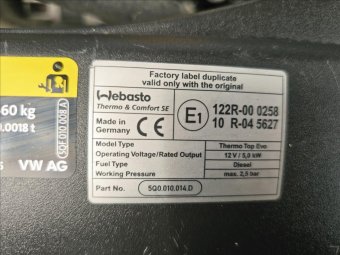 Factory label duplicate
valid only with the original
Webasto
Thermo & Comfort SE
Made in
Germany
CE
E1
122R-00 0258
10 R-04 5627
Model
Thermo Top Evo
Operating Voltage/Rated Output
12 V / 5,0 kW
Fuel Type
Diesel
Working Pressure
max. 2,5 bar
Part No.
5Q0.010.014.D
60 kg
.0018 t
VW AG